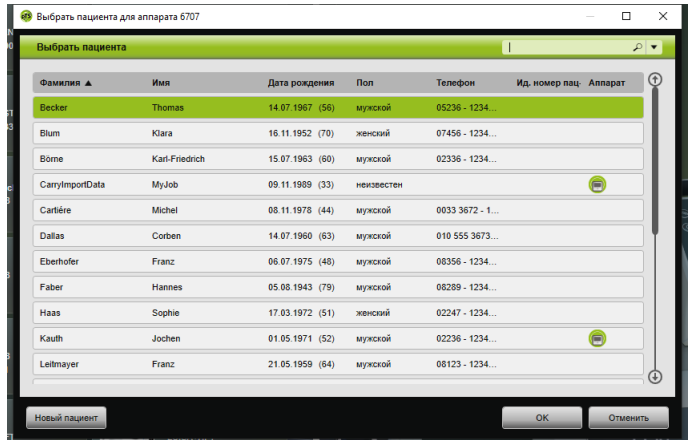 Выбрать пациента для аппарата 6707
Выбрать пациента
Фамилия ▲ Имя Дата рождения Пол Телефон Ид. номер пац- Аппарат
Becker Thomas 14.07.1967 (56) мужской 05236 - 1234...
Blum Klara 16.11.1952 (70) женский 07456 - 1234...
Börne Karl-Friedrich 15.07.1963 (60) мужской 02336 - 1234...
CarryImportData MyJob 09.11.1989 (33) неизвестен
Cartiére Michel 08.11.1978 (44) мужской 0033 3672 - 1...
Dallas Corben 14.07.1960 (63) мужской 010 555 3673...
Eberhofer Franz 06.07.1975 (48) мужской 08356 - 1234...
Faber Hannes 05.08.1943 (79) мужской 08289 - 1234...
Haas Sophie 17.03.1972 (51) женский 02247 - 1234...
Kauth Jochen 01.05.1971 (52) мужской 02236 - 1234...
Leitmayer Franz 21.05.1959 (64) мужской 08123 - 1234...
Новый пациент OK Отменить